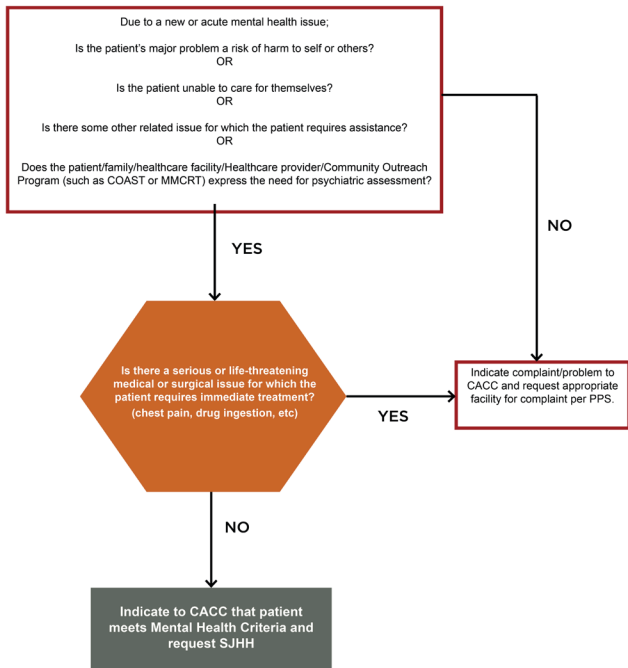 Due to a new or acute mental health issue;
Is the patient's major problem a risk of harm to self or others?
OR
Is the patient unable to care for themselves?
OR
Is there some other related issue for which the patient requires assistance?
OR
Does the patient/family/healthcare facility/Healthcare provider/Community Outreach
Program (such as COAST or MMCRT) express the need for psychiatric assessment?
NO
YES
Is there a serious or life-threatening
medical or surgical issue for which the
patient requires immediate treatment?
(chest pain, drug ingestion, etc)
YES
Indicate complaint/problem to
CACC and request appropriate
facility for complaint per PPS.
NO
Indicate to CACC that patient
meets Mental Health Criteria and
request SJHH